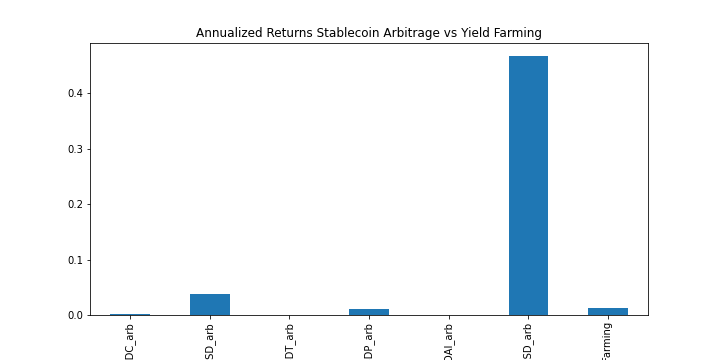 Annualized Returns Stablecoin Arbitrage vs Yield Farming
0.4
0.3
0.2
0.1
0.0
DC_arb
SD_arb
DT_arb
DP_arb
DAI_arb
SD_arb
Farming